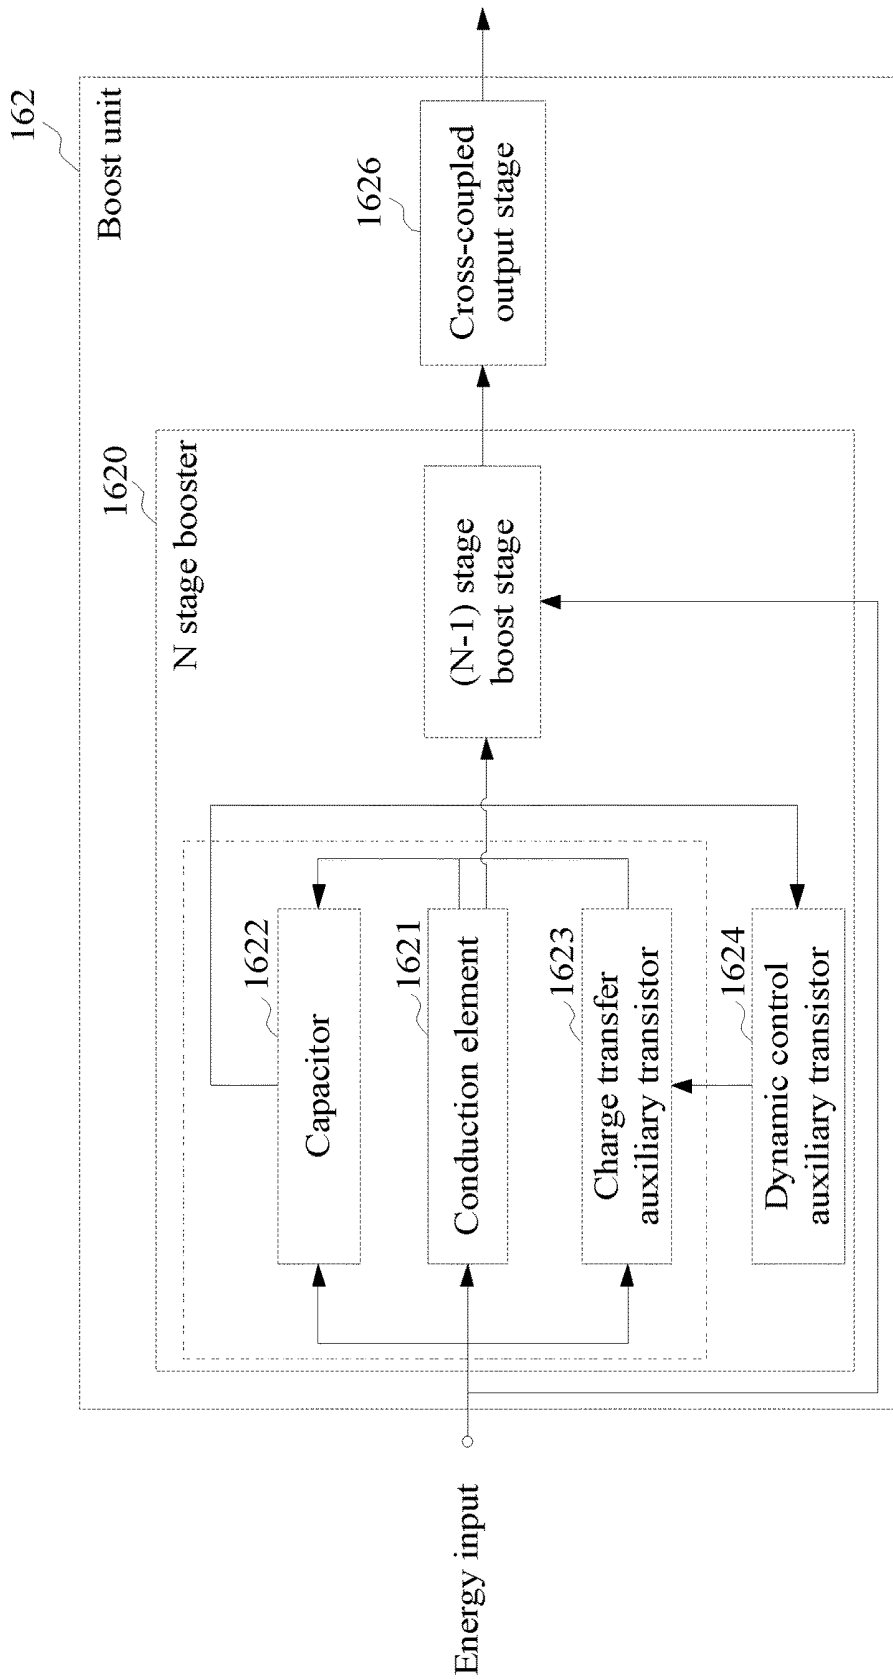 162
Boost unit
1620
N stage booster
1622
Capacitor
1621
Conduction element
1623
Charge transfer
auxiliary transistor
1624
Dynamic control
auxiliary transistor
(N-1) stage
boost stage
1626
Cross-coupled
output stage
Energy input